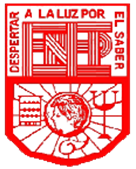 DESPERTAR A LA LUZ POR EL SABER
ENP